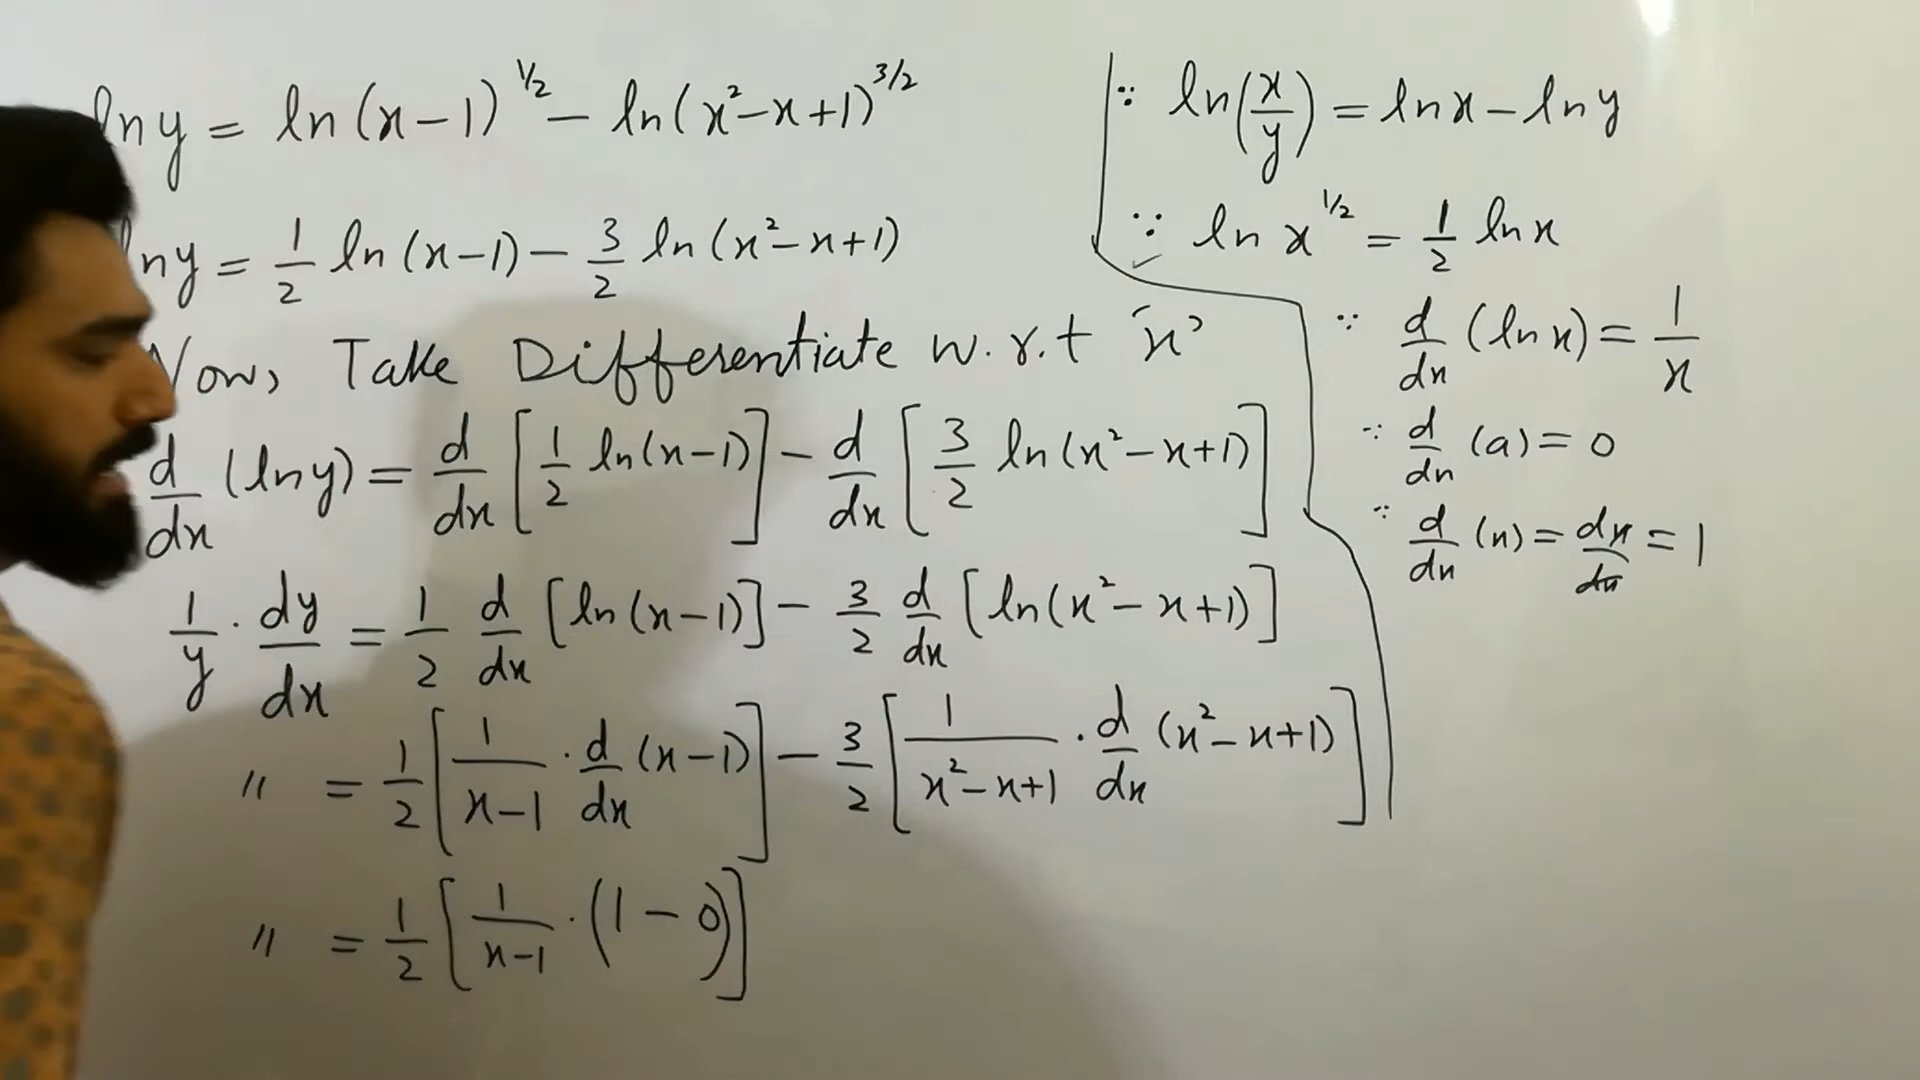 ln y = ln (x-1)^1/2 - ln(x²-x+1)^3/2
ln y = 1/2 ln (x-1) - 3/2 ln (x²-x+1)
Now, Take Differentiate w.r.t 'x'
d/dx (ln y) = d/dx [1/2 ln(x-1)] - d/dx [3/2 ln (x²-x+1)]
1/y · dy/dx = 1/2 d/dx [ln (x-1)] - 3/2 d/dx [ln(x²-x+1)]
" = 1/2 [1/(x-1) · d/dx (x-1)] - 3/2 [1/(x²-x+1) · d/dx (x²-x+1)]
" = 1/2 [1/(x-1) · (1-0)]
∵ ln(x/y) = ln x - ln y
∵ ln x^1/2 = 1/2 ln x
∵ d/dx (ln x) = 1/x
∵ d/dx (a) = 0
∵ d/dx (x) = dx/dx = 1